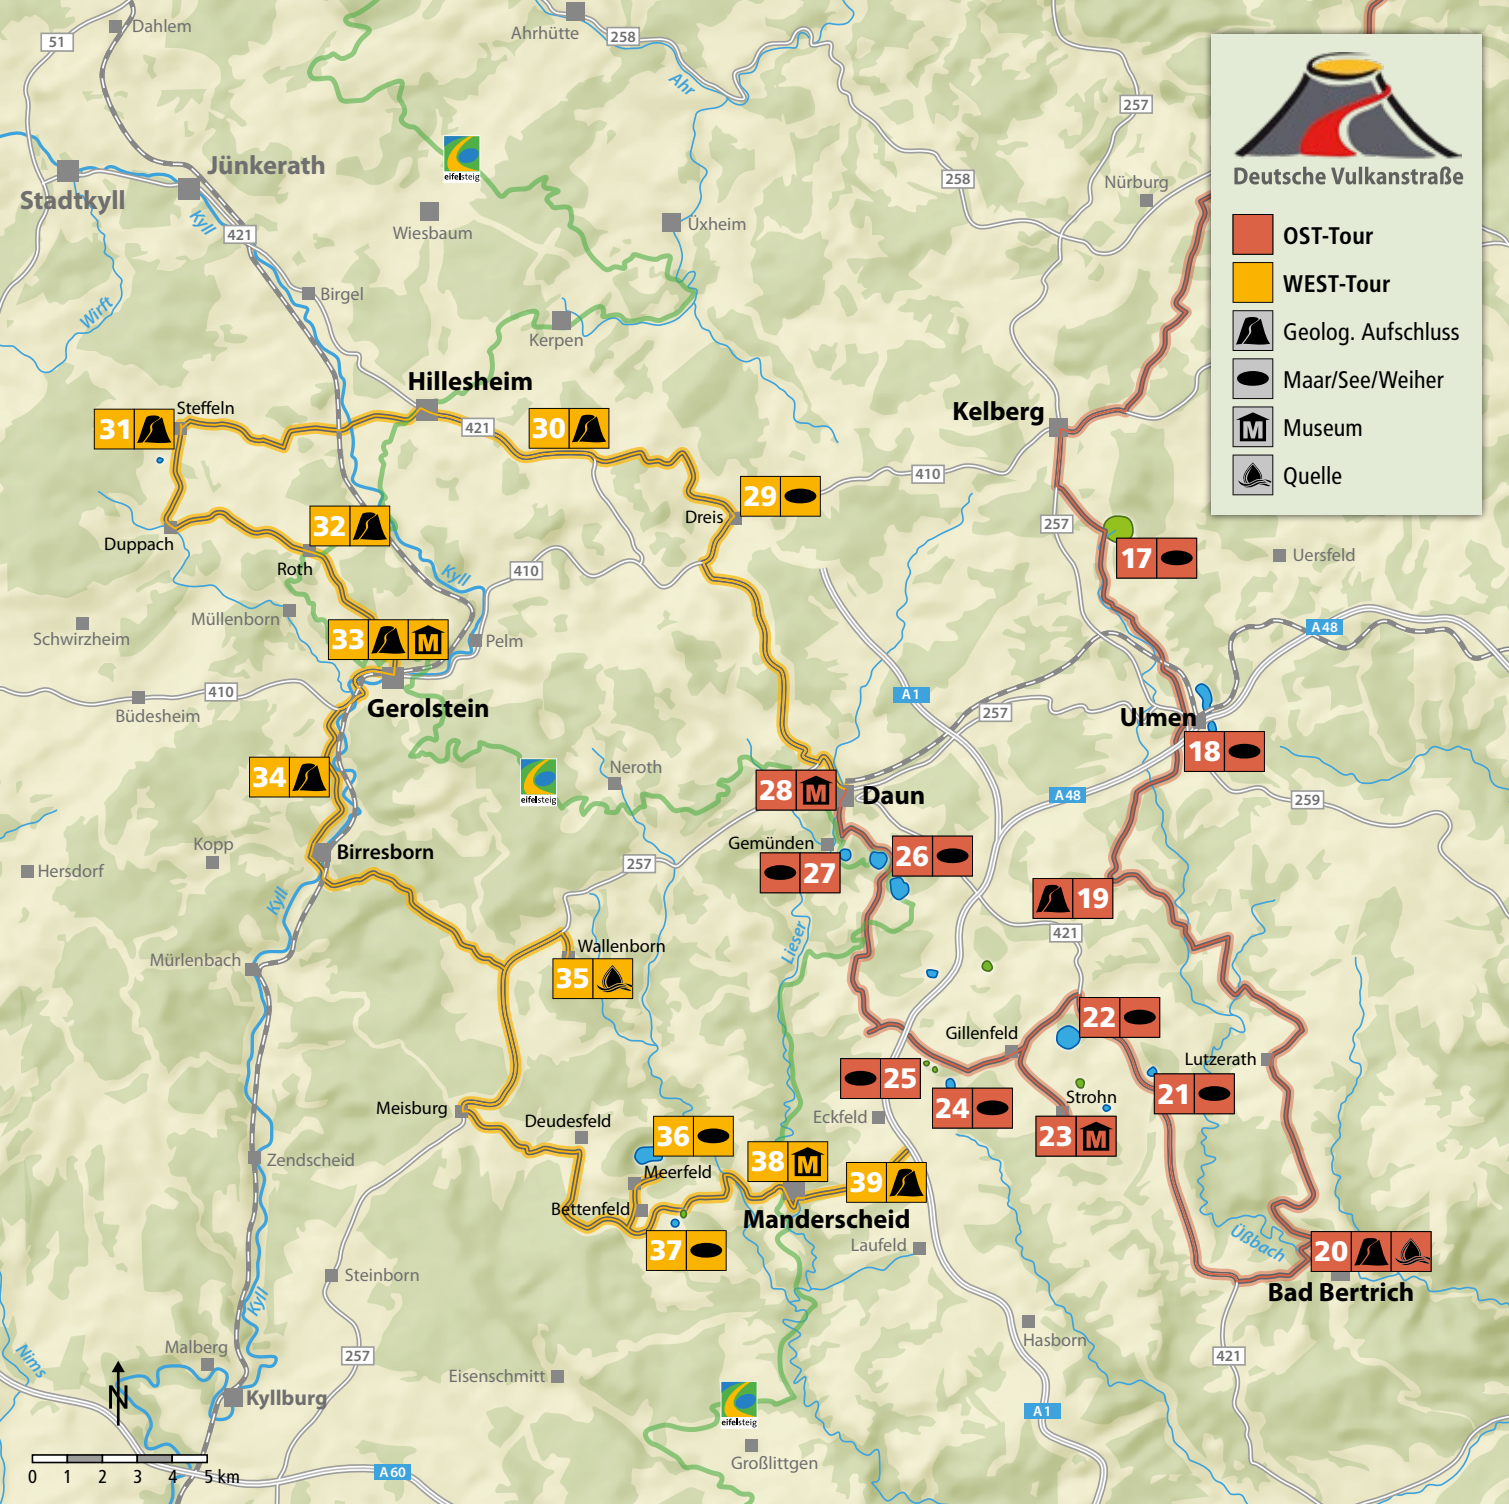 Dahlem
51
Ahrhütte
258
Ahr
257
Deutsche Vulkanstraße
OST-Tour
WEST-Tour
Geolog. Aufschluss
Maar/See/Weiher
M Museum
Quelle
Jünkerath
Stadtkyll
Kyll
421
eifelsteig
Wiesbaum
Üxheim
258
Nürburg
Wirft
Birgel
Kerpen
Hillesheim
Steffeln
31
421
30
Kelberg
410
29
Dreis
257
17
Uersfeld
Duppach
32
Roth
Kyll
410
Müllenborn
Schwirzheim
33 M
Pelm
A 48
410
Büdesheim
Gerolstein
A 1
257
Ulmen
18
34
eifelsteig
Neroth
28 M
Daun
A 48
259
Kopp
Hersdorf
Birresborn
257
Gemünden
27
26
19
Kyll
421
Lieser
Mürlenbach
Wallenborn
35
22
Gillenfeld
Lutzerath
25
21
24
Strohn
23 M
Eckfeld
Meisburg
Deudesfeld
36
Meerfeld
38 M
39
Zendscheid
Bettenfeld
Manderscheid
37
Laufeld
Üßbach
20
Bad Bertrich
Steinborn
Kyll
Hasborn
Malberg
257
421
Nims
N
Kyllburg
Eisenschmitt
eifelsteig
A 1
Großlittgen
0 1 2 3 4 5 km
A 60